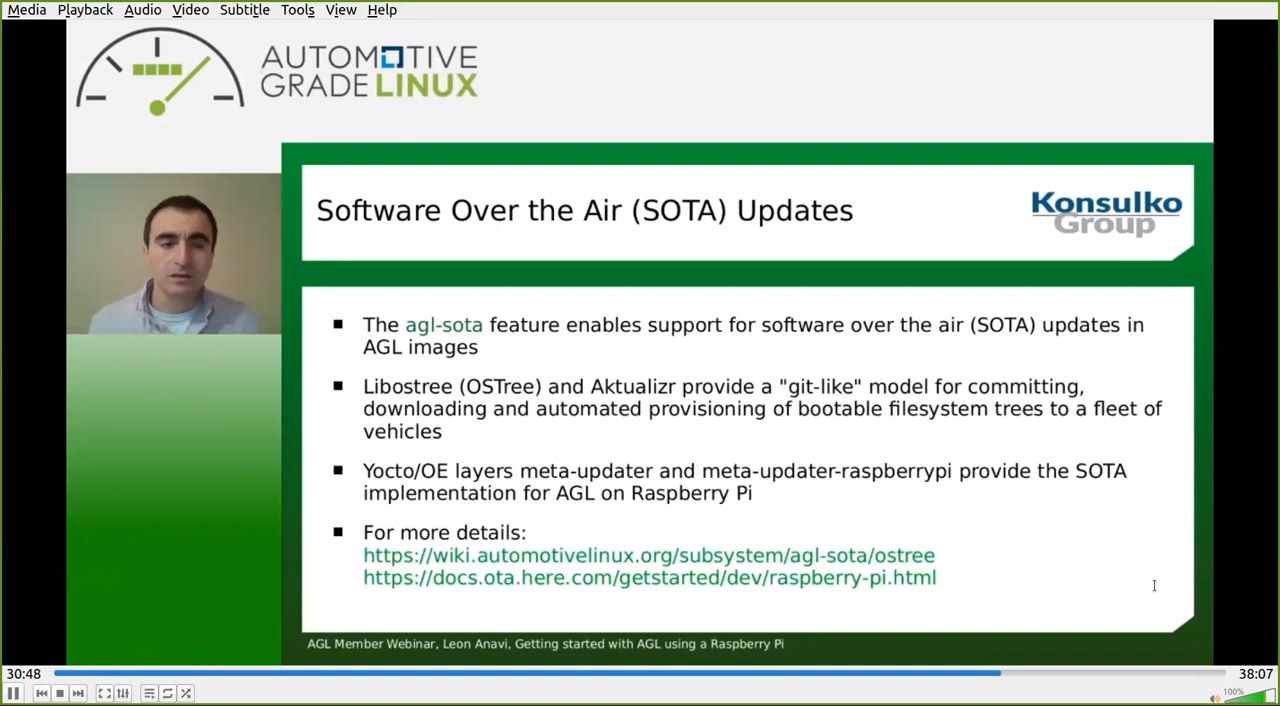 Media Playback Audio Video Subtitle Tools View Help
AUTOMOTIVE
GRADE LINUX
Software Over the Air (SOTA) Updates
Konsulko
Group
■ The agl-sota feature enables support for software over the air (SOTA) updates in
AGL images
■ Libostree (OSTree) and Aktualizr provide a "git-like" model for committing,
downloading and automated provisioning of bootable filesystem trees to a fleet of
vehicles
■ Yocto/OE layers meta-updater and meta-updater-raspberrypi provide the SOTA
implementation for AGL on Raspberry Pi
■ For more details:
https://wiki.automotivelinux.org/subsystem/agl-sota/ostree
https://docs.ota.here.com/getstarted/dev/raspberry-pi.html
AGL Member Webinar, Leon Anavi, Getting started with AGL using a Raspberry Pi
30:48 38:07
100%